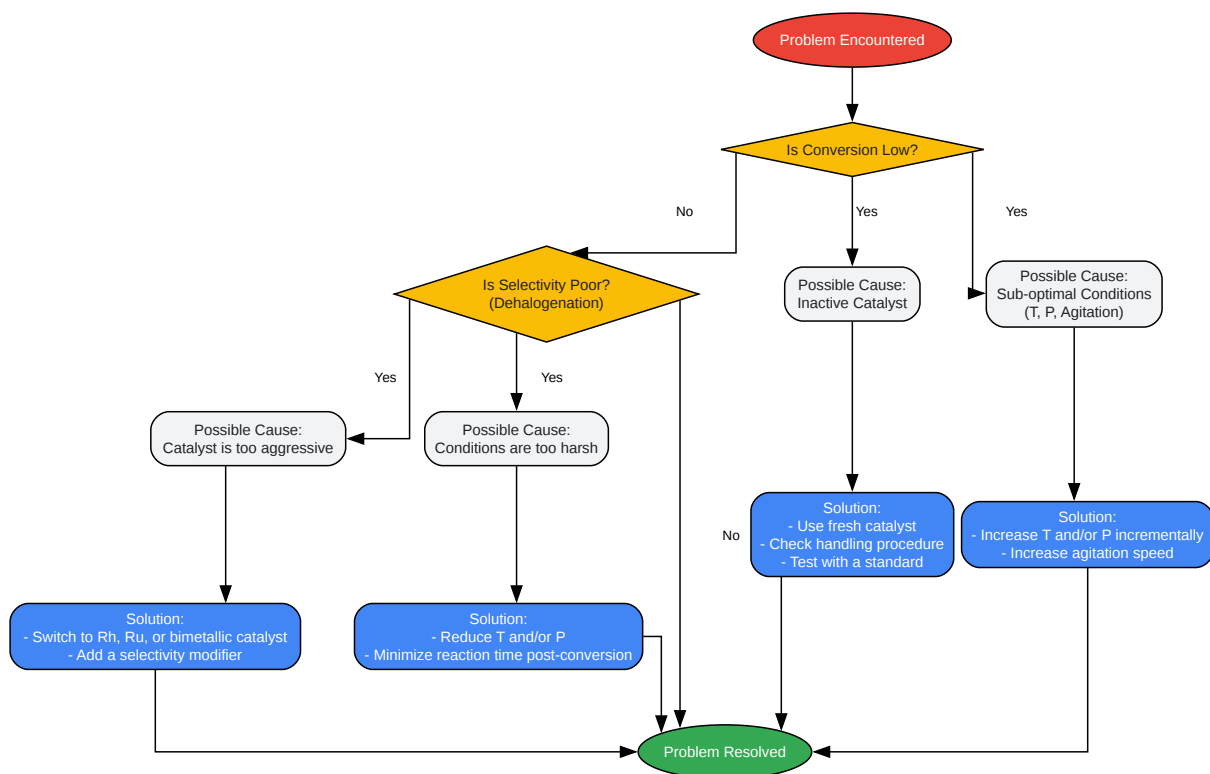 Problem Encountered
Is Conversion Low?
No
Yes
Yes
Is Selectivity Poor?
(Dehalogenation)
Possible Cause:
Inactive Catalyst
Possible Cause:
Sub-optimal Conditions
(T, P, Agitation)
Yes
Yes
Possible Cause:
Catalyst is too aggressive
Possible Cause:
Conditions are too harsh
No
Solution:
- Use fresh catalyst
- Check handling procedure
- Test with a standard
Solution:
- Increase T and/or P incrementally
- Increase agitation speed
Solution:
- Switch to Rh, Ru, or bimetallic catalyst
- Add a selectivity modifier
Solution:
- Reduce T and/or P
- Minimize reaction time post-conversion
Problem Resolved